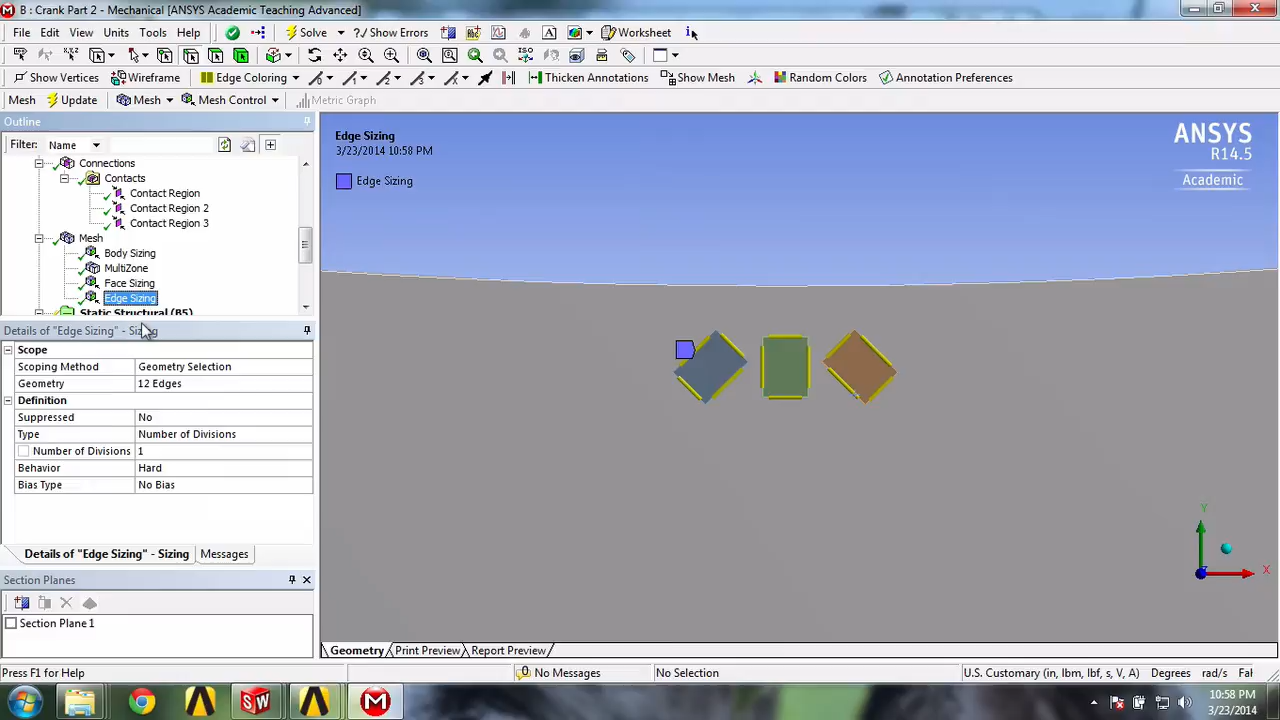 B : Crank Part 2 - Mechanical [ANSYS Academic Teaching Advanced]
File Edit View Units Tools Help Solve ?/ Show Errors Worksheet
Show Vertices Wireframe Edge Coloring Thicken Annotations Show Mesh Random Colors Annotation Preferences
Mesh Update Mesh Mesh Control Metric Graph
Outline
Filter: Name
Connections
Contacts
Contact Region
Contact Region 2
Contact Region 3
Mesh
Body Sizing
MultiZone
Face Sizing
Edge Sizing
Static Structural (B5)
Details of "Edge Sizing" - Sizing
Scope
Scoping Method Geometry Selection
Geometry 12 Edges
Definition
Suppressed No
Type Number of Divisions
Number of Divisions 1
Behavior Hard
Bias Type No Bias
Details of "Edge Sizing" - Sizing Messages
Section Planes
Section Plane 1
Edge Sizing
3/23/2014 10:58 PM
Edge Sizing
ANSYS
R14.5
Academic
Y
X
Geometry Print Preview Report Preview
Press F1 for Help No Messages No Selection U.S. Customary (in, lbm, lbf, s, V, A) Degrees rad/s Fal
10:58 PM
3/23/2014